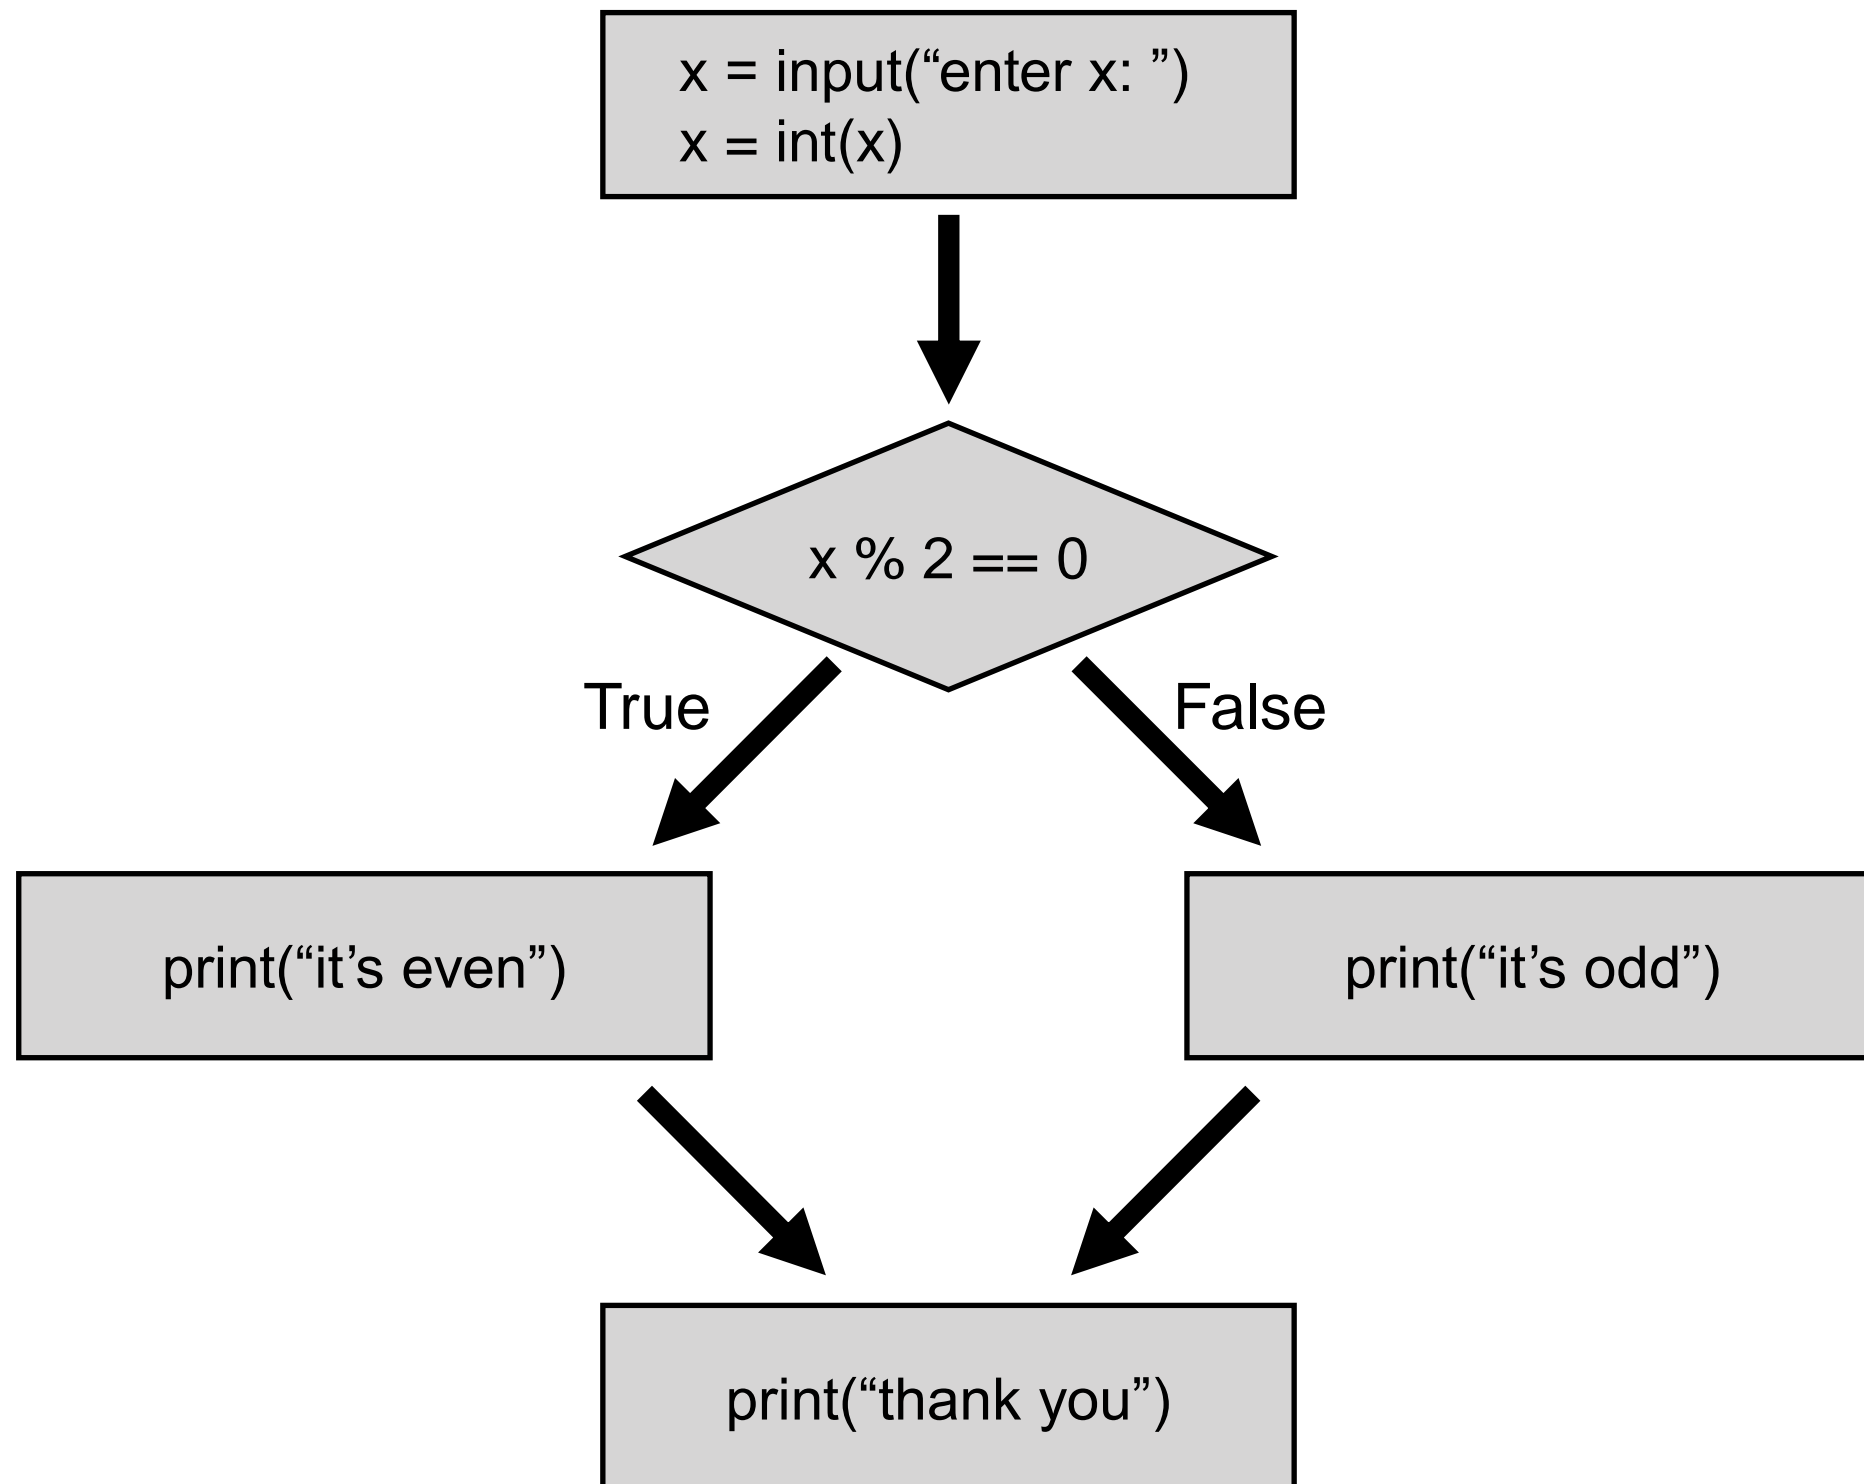 x = input(“enter x: ”)
x = int(x)
x % 2 == 0
True
False
print(“it’s even”)
print(“it’s odd”)
print(“thank you”)